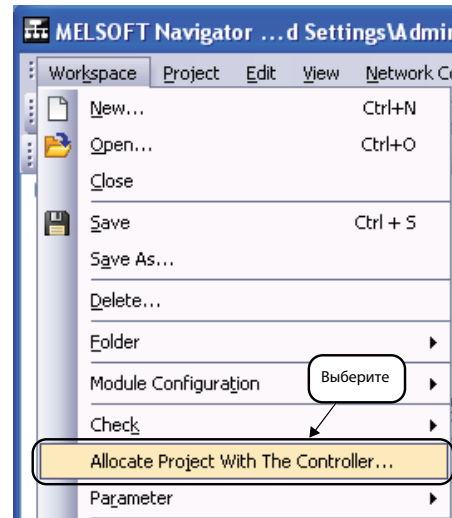 MELSOFT Navigator ...d Settings\Admi
Workspace Project Edit View Network C
New... Ctrl+N
Open... Ctrl+O
Close
Save Ctrl + S
Save As...
Delete...
Folder
Module Configuration
Выберите
Check
Allocate Project With The Controller...
Parameter